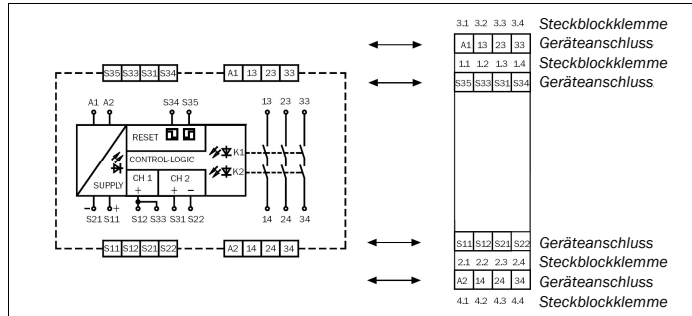 3.1 3.2 3.3 3.4 Steckblockklemme
A1 13 23 33 Geräteanschluss
1.1 1.2 1.3 1.4 Steckblockklemme
S35 S33 S31 S34 Geräteanschluss
S35 S33 S31 S34 A1 13 23 33
A1 A2 S34 S35 13 23 33
RESET
K1
CONTROL-LOGIC
K2
CH 1 CH 2
SUPPLY + + −
− S21 S11 + S12 S33 S31 S22 14 24 34
S11 S12 S21 S22 A2 14 24 34
S11 S12 S21 S22 Geräteanschluss
2.1 2.2 2.3 2.4 Steckblockklemme
A2 14 24 34 Geräteanschluss
4.1 4.2 4.3 4.4 Steckblockklemme